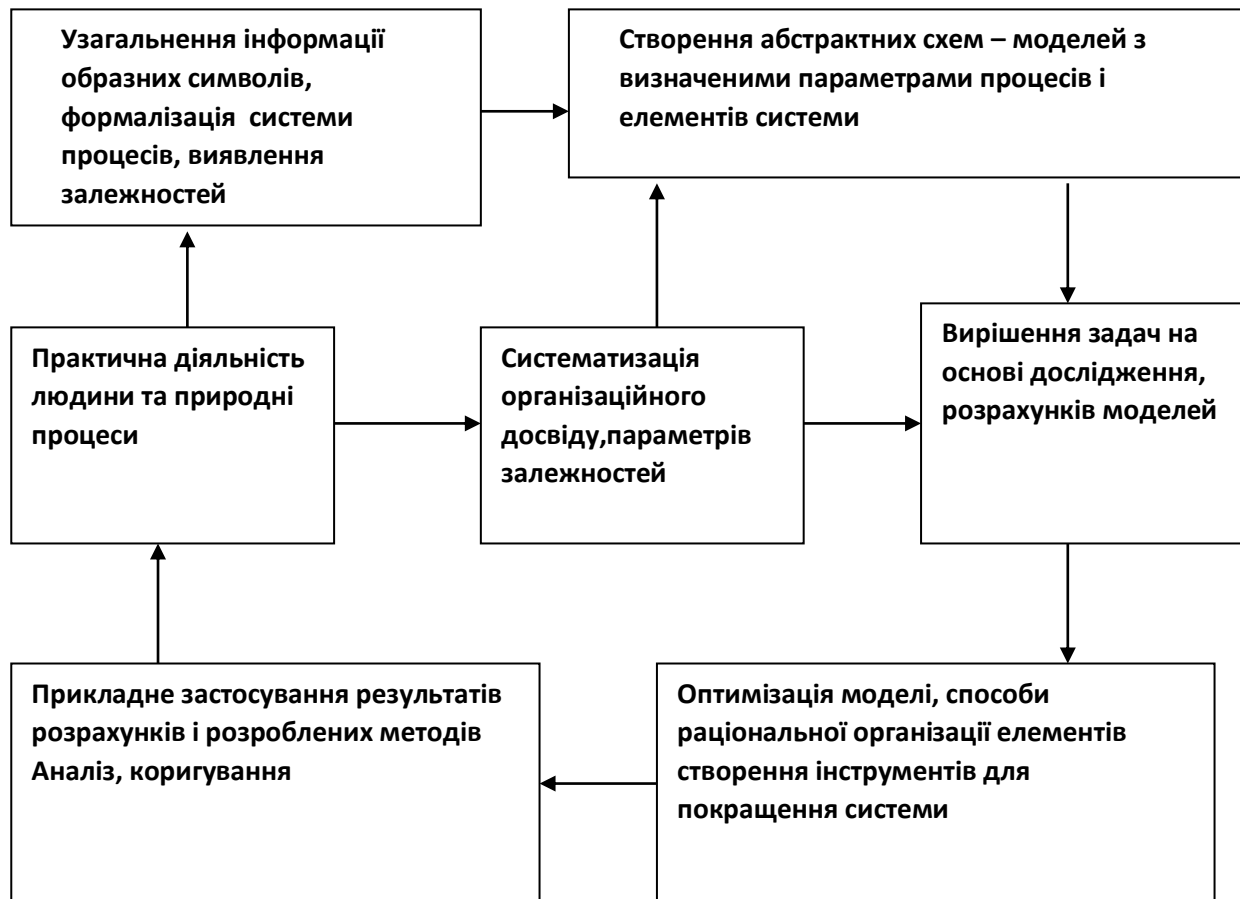 Узагальнення інформації
образних символів,
формалізація системи
процесів, виявлення
залежностей
Створення абстрактних схем – моделей з
визначеними параметрами процесів і
елементів системи
Практична діяльність
людини та природні
процеси
Систематизація
організаційного
досвіду,параметрів
залежностей
Вирішення задач на
основі дослідження,
розрахунків моделей
Прикладне застосування результатів
розрахунків і розроблених методів
Аналіз, коригування
Оптимізація моделі, способи
раціональної організації елементів
створення інструментів для
покращення системи